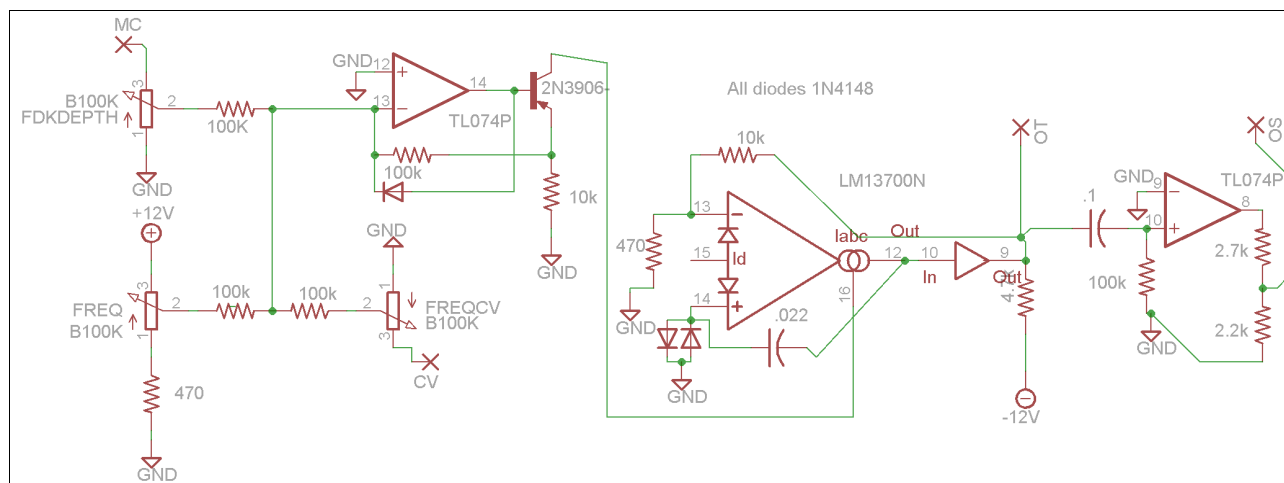 MC
3
B100K
FDKDEPTH
2
1
GND
100K
GND
12
13
14
TL074P
2N3906
100k
10k
GND
+12V
3
FREQ
B100K
2
1
470
GND
100k
100k
GND
1
2
FREQCV
B100K
3
CV
All diodes 1N4148
10k
LM13700N
13
15
Id
14
470
GND
GND
.022
Iabc
Out
12
16
10
In
9
Out
OT
-12V
.1
GND
9
10
TL074P
8
OS
100k
GND
2.7k
2.2k